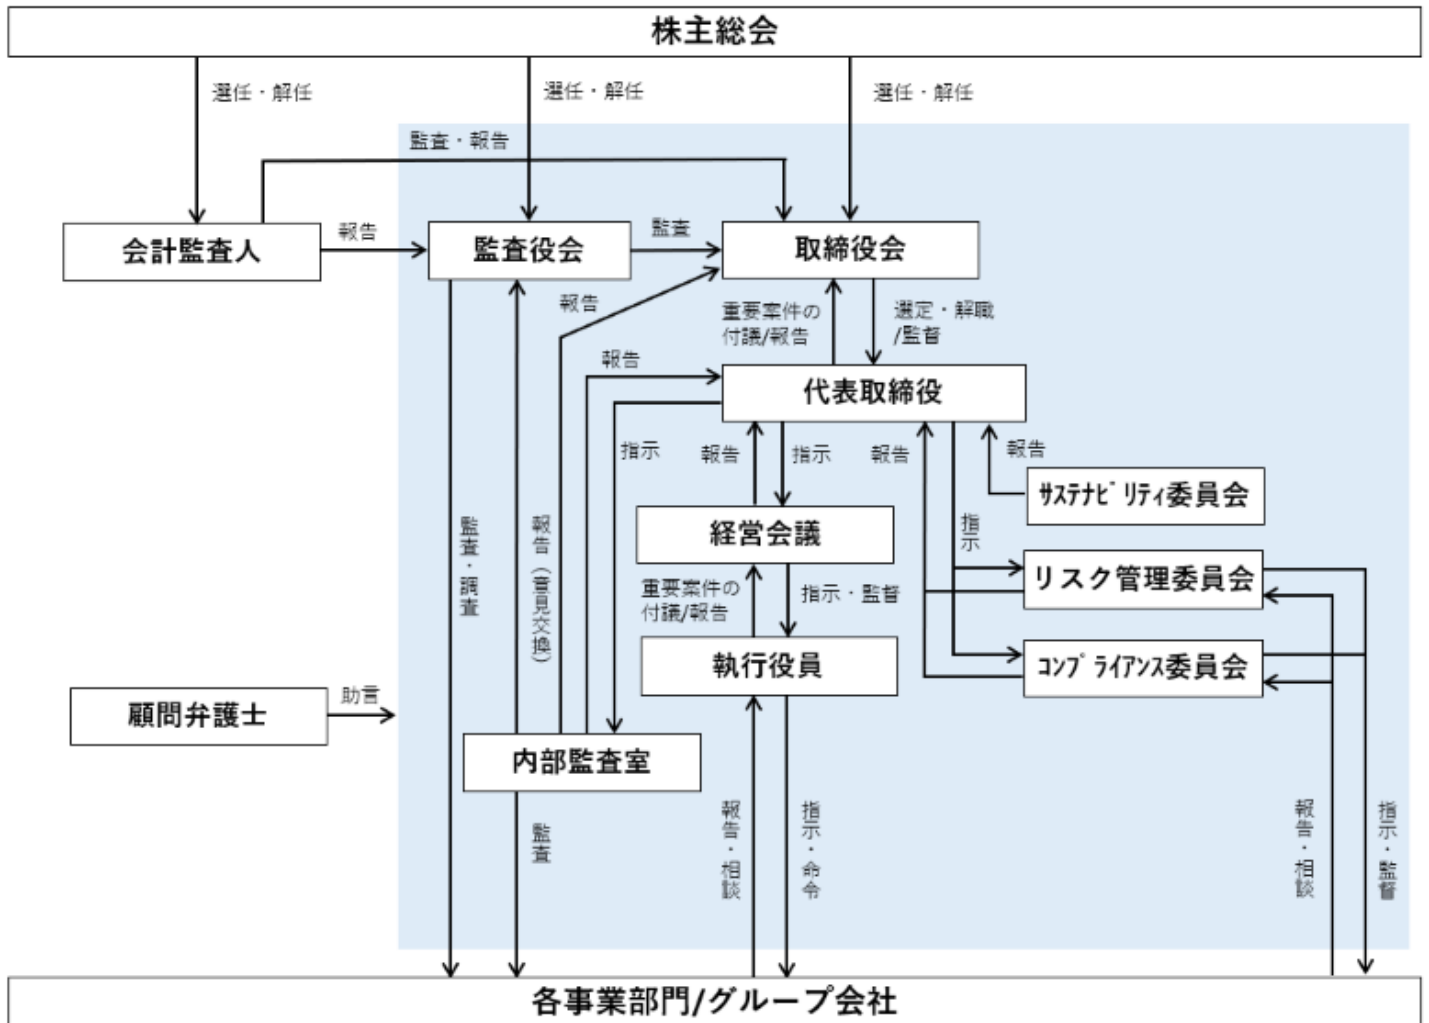 株主総会
選任・解任
選任・解任
選任・解任
監査・報告
会計監査人
報告
監査役会
監査
取締役会
報告
重要案件の
付議/報告
選定・解職
/監督
報告
代表取締役
指示
報告
指示
報告
報告
サステナビリティ委員会
経営会議
指示
監査・調査
報告(意見交換)
リスク管理委員会
重要案件の
付議/報告
指示・監督
執行役員
コンプライアンス委員会
顧問弁護士
助言
内部監査室
監査
報告・相談
指示・命令
報告・相談
指示・監督
各事業部門/グループ会社